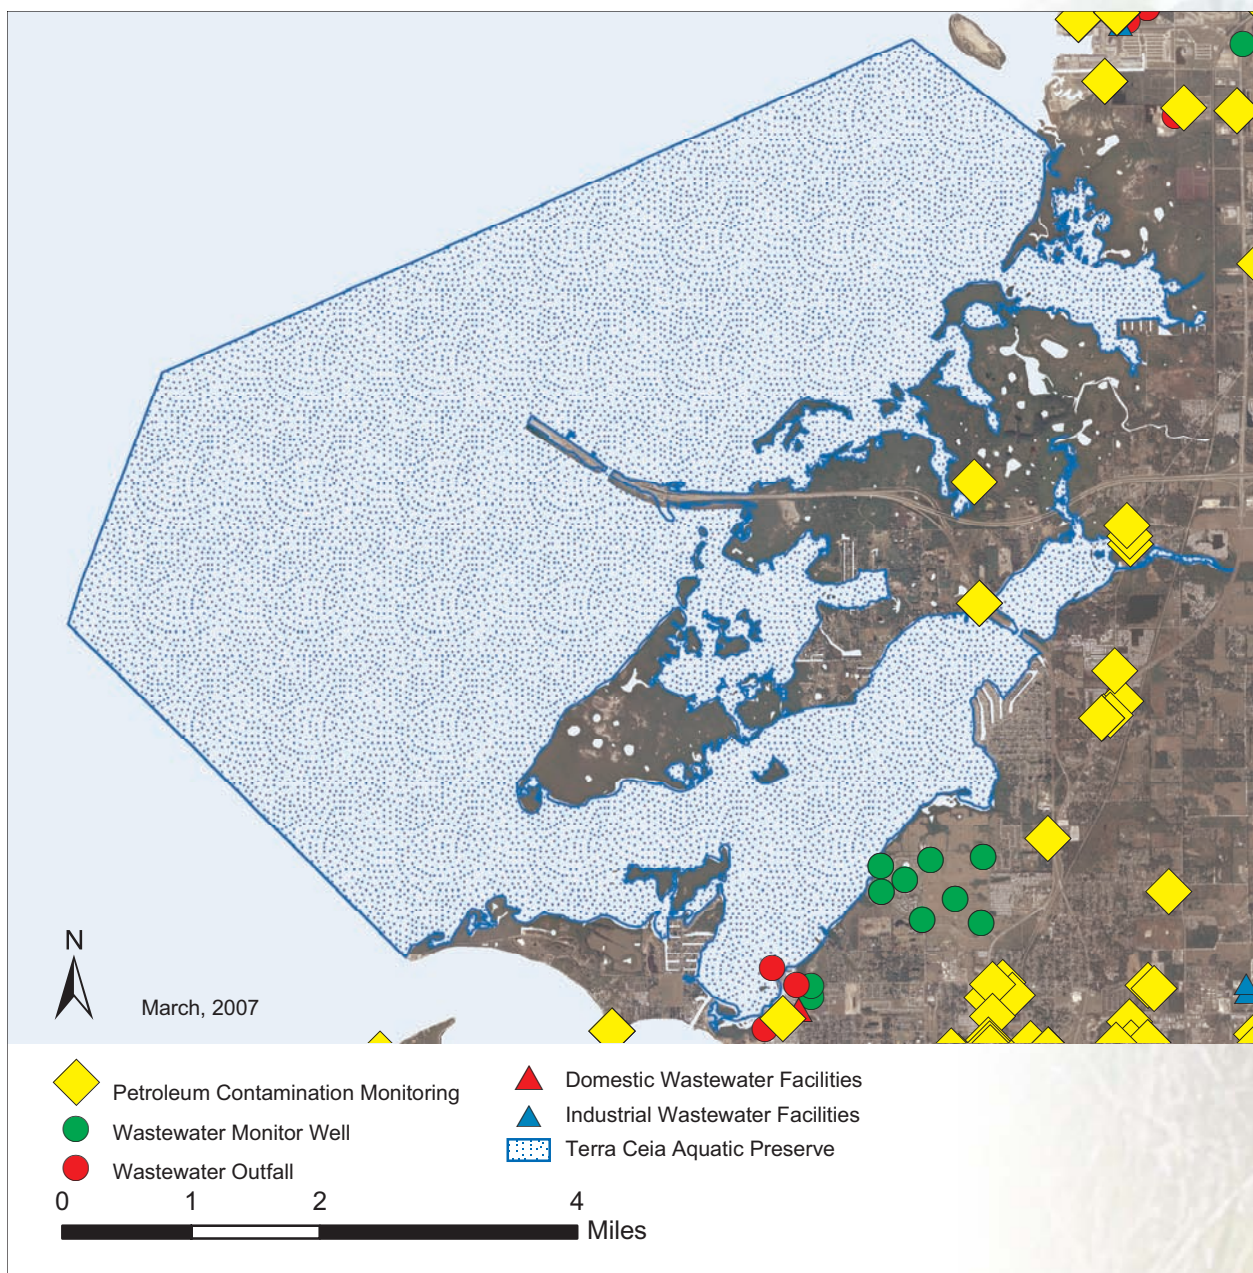 N
March, 2007
Petroleum Contamination Monitoring
Wastewater Monitor Well
Wastewater Outfall
Domestic Wastewater Facilities
Industrial Wastewater Facilities
Terra Ceia Aquatic Preserve
0 1 2 4
Miles